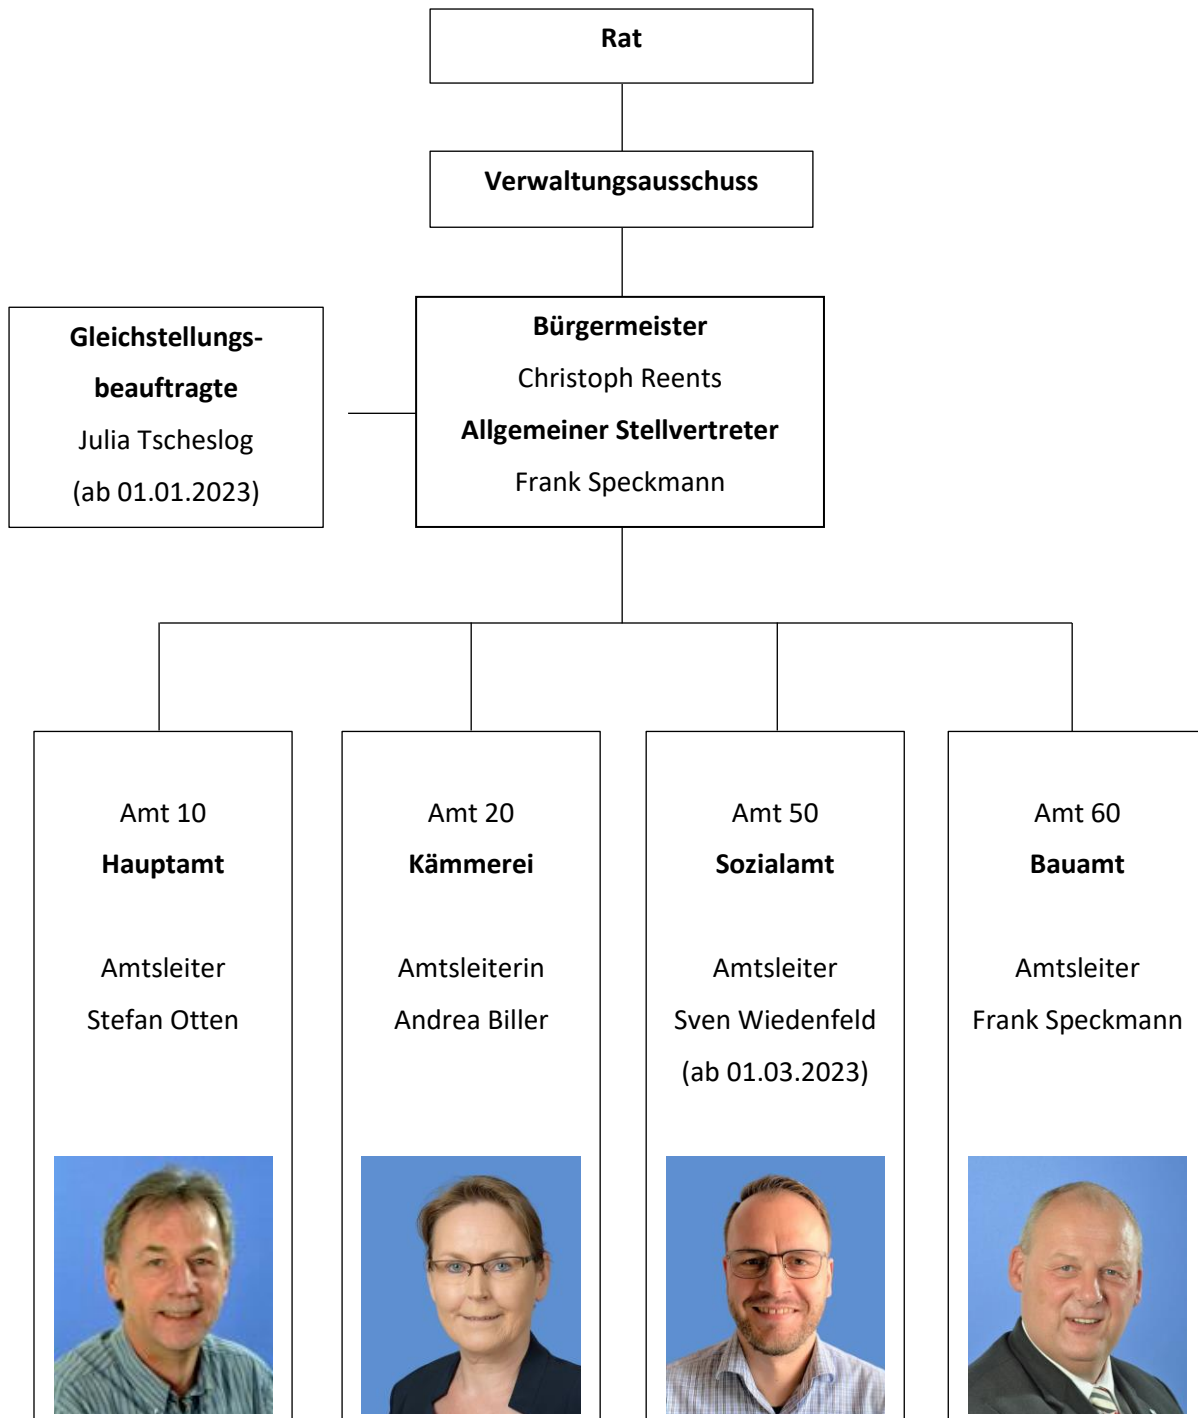 Rat
Verwaltungsausschuss
Gleichstellungs-
beauftragte
Julia Tscheslog
(ab 01.01.2023)
Bürgermeister
Christoph Reents
Allgemeiner Stellvertreter
Frank Speckmann
Amt 10
Hauptamt
Amtsleiter
Stefan Otten
Amt 20
Kämmerei
Amtsleiterin
Andrea Biller
Amt 50
Sozialamt
Amtsleiter
Sven Wiedenfeld
(ab 01.03.2023)
Amt 60
Bauamt
Amtsleiter
Frank Speckmann